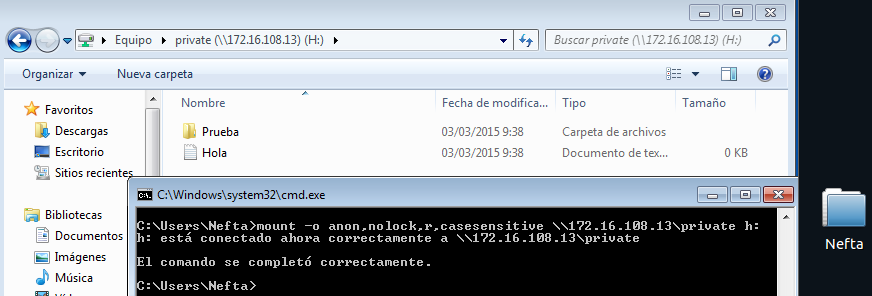 Equipo ▸ private (\\172.16.108.13) (H:) ▸
Buscar private (\\172.16.108.13) (H:)
Organizar
Nueva carpeta
Favoritos
Descargas
Escritorio
Sitios recientes
Bibliotecas
Documentos
Imágenes
Música
Nombre Fecha de modifica... Tipo Tamaño
Prueba 03/03/2015 9:38 Carpeta de archivos
Hola 03/03/2015 9:38 Documento de tex... 0 KB
C:\Windows\system32\cmd.exe
C:\Users\Nefta>mount -o anon,nolock,r,casesensitive \\172.16.108.13\private h:
h: está conectado ahora correctamente a \\172.16.108.13\private
El comando se completó correctamente.
C:\Users\Nefta>
Nefta